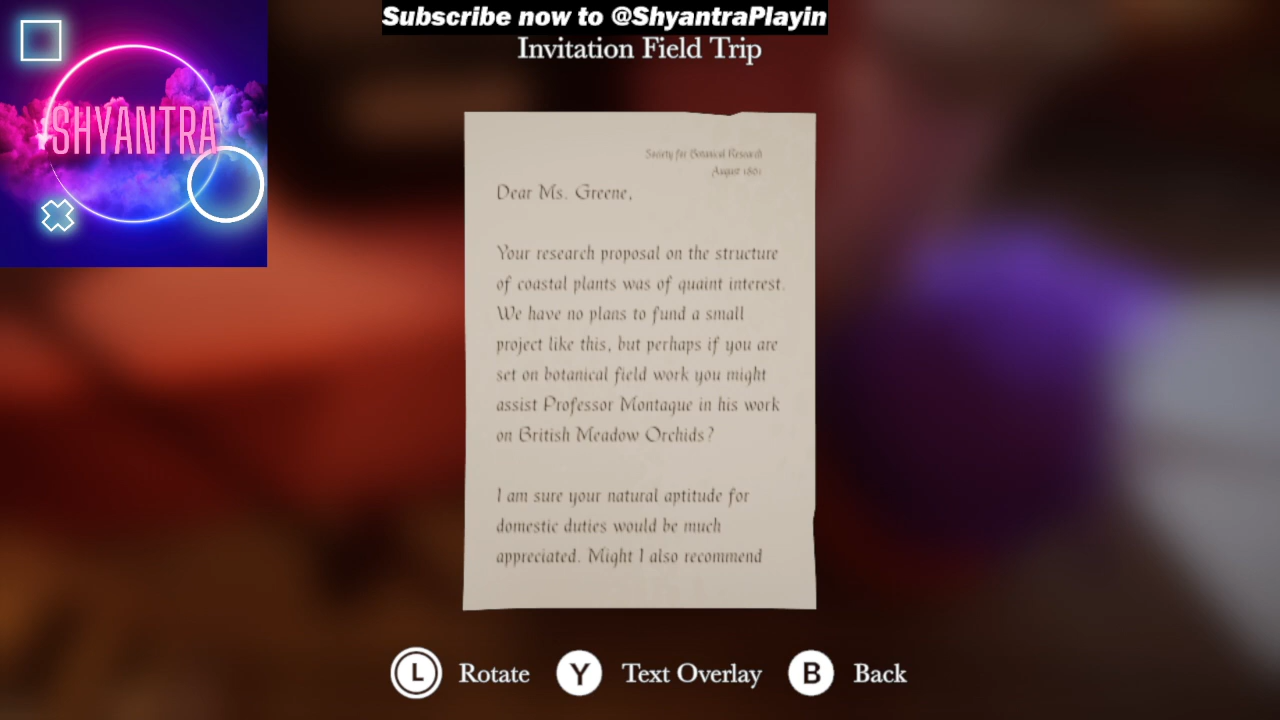 Subscribe now to @ShyantraPlayin
Invitation Field Trip
SHYANTRA
Society for Botanical Research
August 1861
Dear Ms. Greene,
Your research proposal on the structure
of coastal plants was of quaint interest.
We have no plans to fund a small
project like this, but perhaps if you are
set on botanical field work you might
assist Professor Montague in his work
on British Meadow Orchids?
I am sure your natural aptitude for
domestic duties would be much
appreciated. Might I also recommend
L Rotate Y Text Overlay B Back